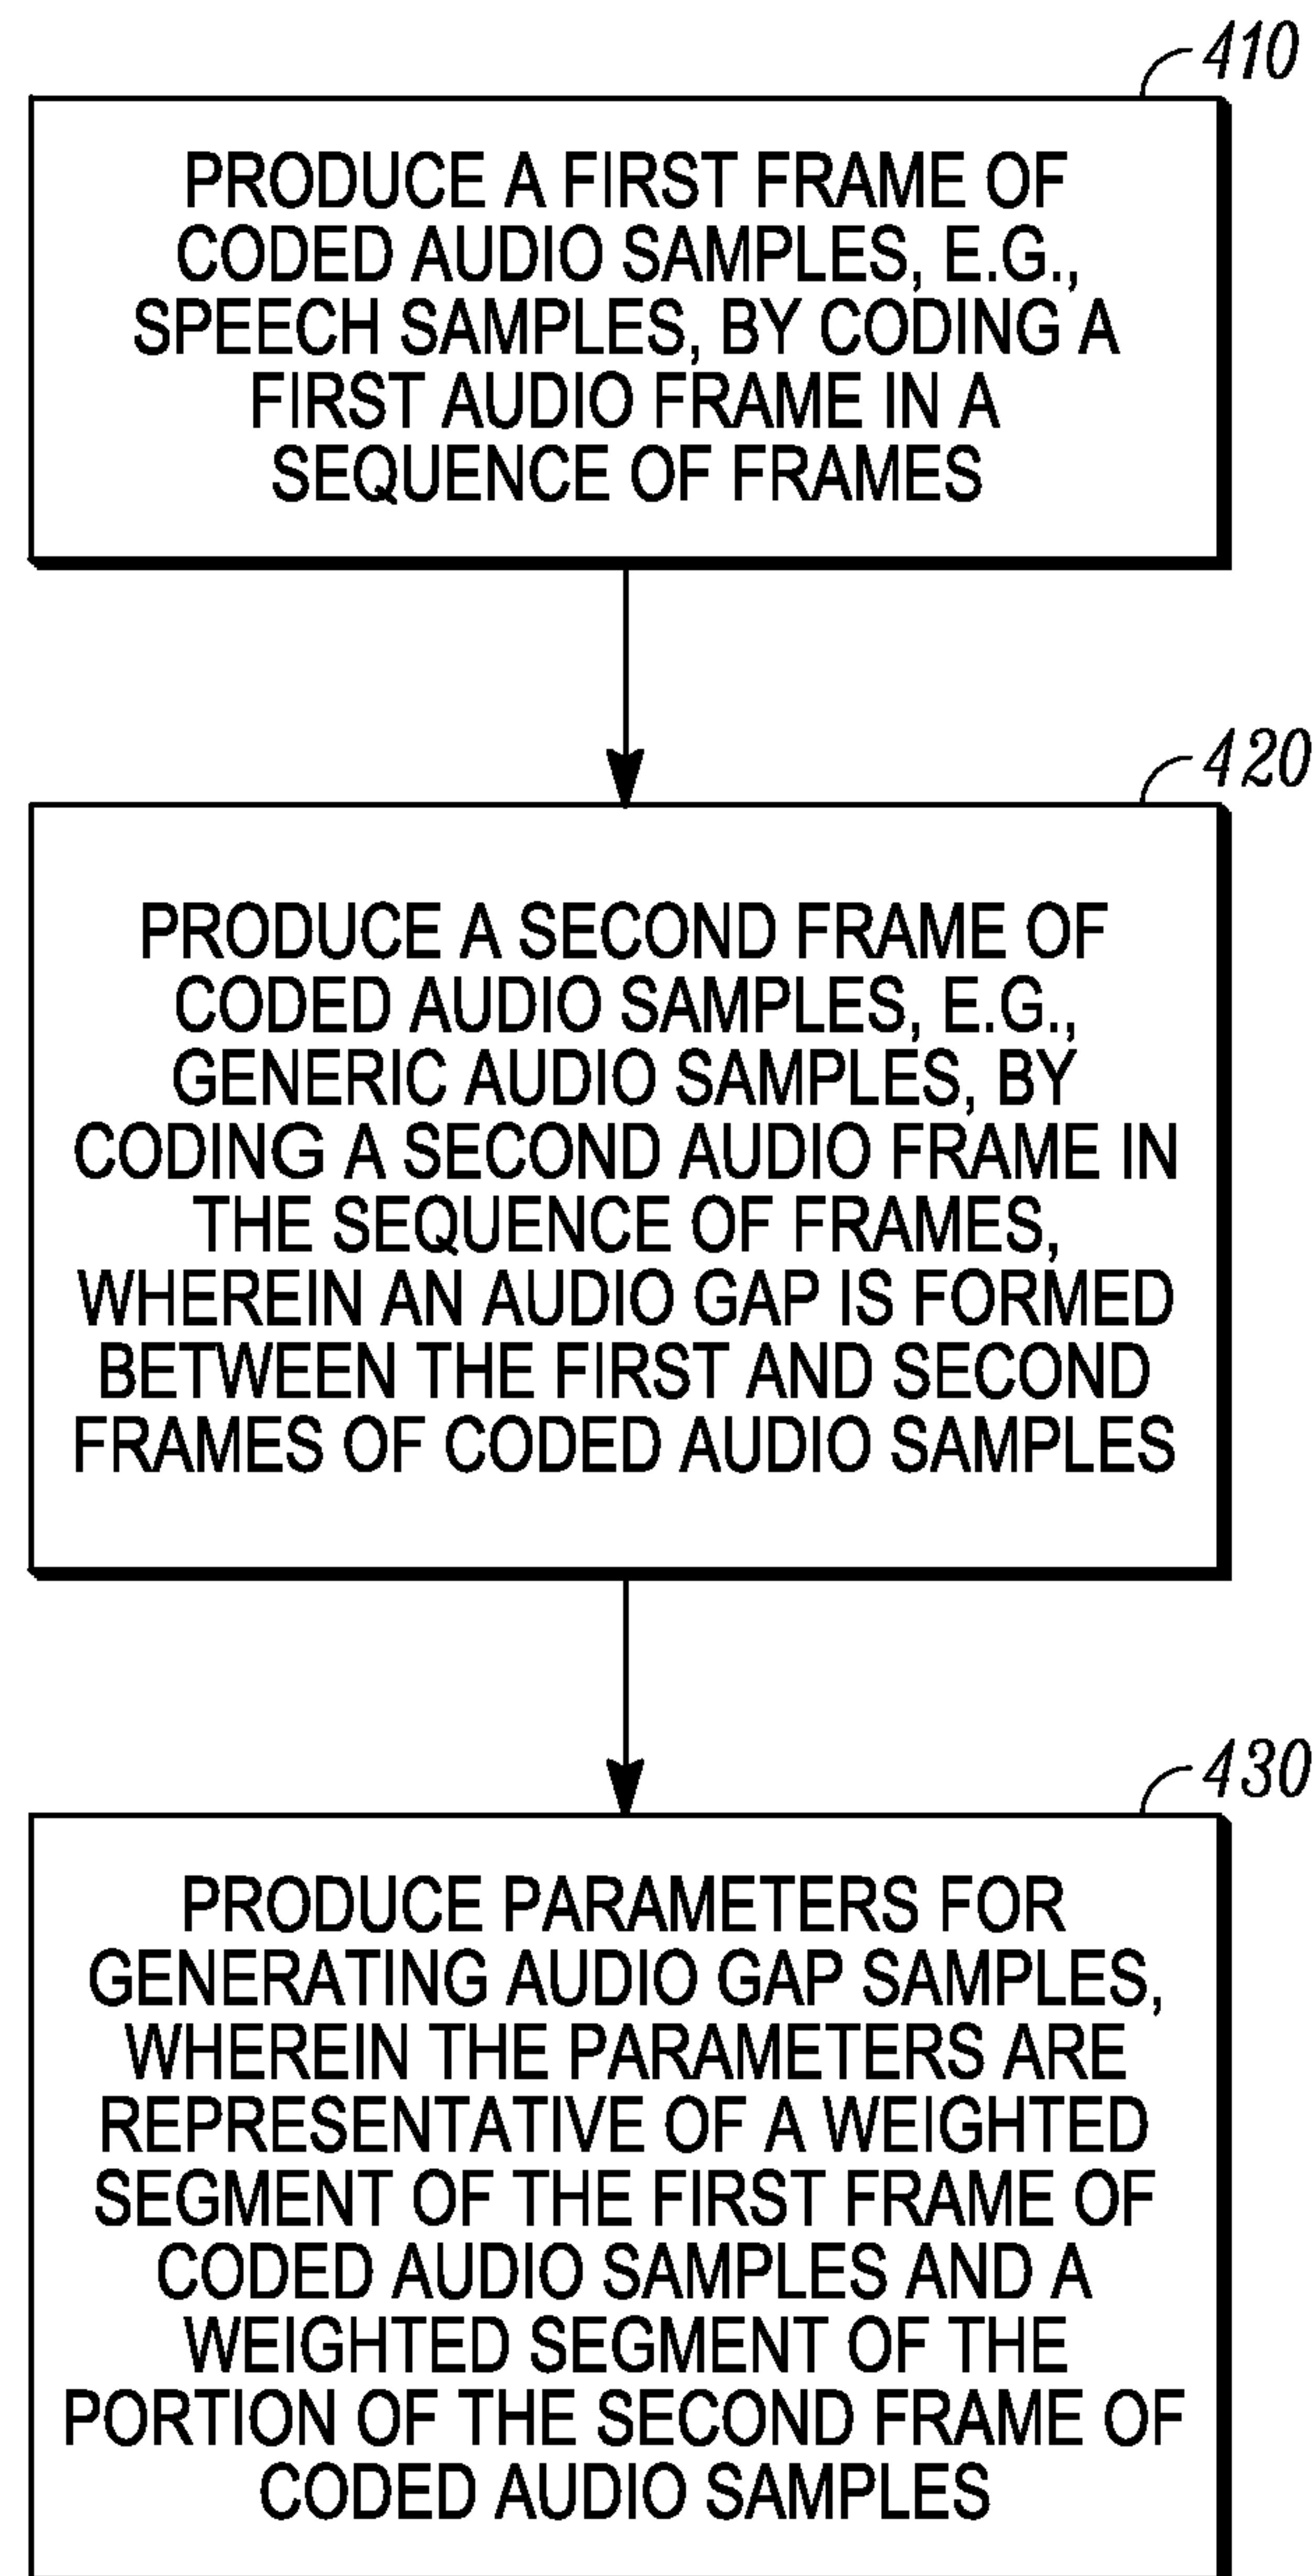 410
PRODUCE A FIRST FRAME OF
CODED AUDIO SAMPLES, E.G.,
SPEECH SAMPLES, BY CODING A
FIRST AUDIO FRAME IN A
SEQUENCE OF FRAMES
420
PRODUCE A SECOND FRAME OF
CODED AUDIO SAMPLES, E.G.,
GENERIC AUDIO SAMPLES, BY
CODING A SECOND AUDIO FRAME IN
THE SEQUENCE OF FRAMES,
WHEREIN AN AUDIO GAP IS FORMED
BETWEEN THE FIRST AND SECOND
FRAMES OF CODED AUDIO SAMPLES
430
PRODUCE PARAMETERS FOR
GENERATING AUDIO GAP SAMPLES,
WHEREIN THE PARAMETERS ARE
REPRESENTATIVE OF A WEIGHTED
SEGMENT OF THE FIRST FRAME OF
CODED AUDIO SAMPLES AND A
WEIGHTED SEGMENT OF THE
PORTION OF THE SECOND FRAME OF
CODED AUDIO SAMPLES